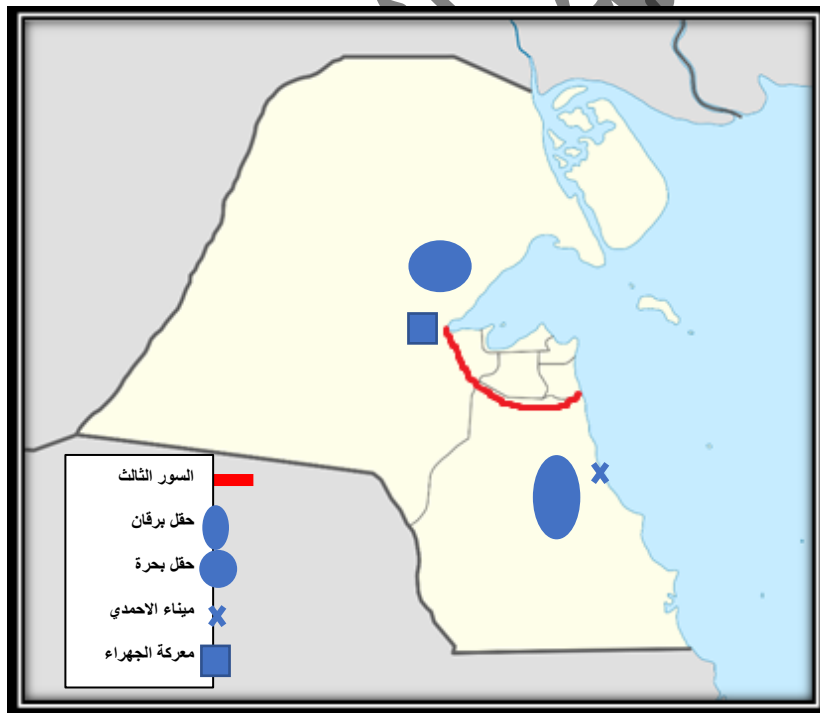 السور الثالث
حقل برقان
حقل بحرة
ميناء الاحمدي
معركة الجهراء